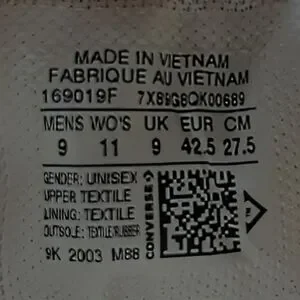 MADE IN VIETNAM
FABRIQUE AU VIETNAM
169019F 7X89G8QK00689
MENS WO'S UK EUR CM
9 11 9 42.5 27.5
GENDER: UNISEX
UPPER TEXTILE
LINING: TEXTILE
OUTSOLE: TEXTILE/RUBBER
CONVERSE
9K 2003 M88